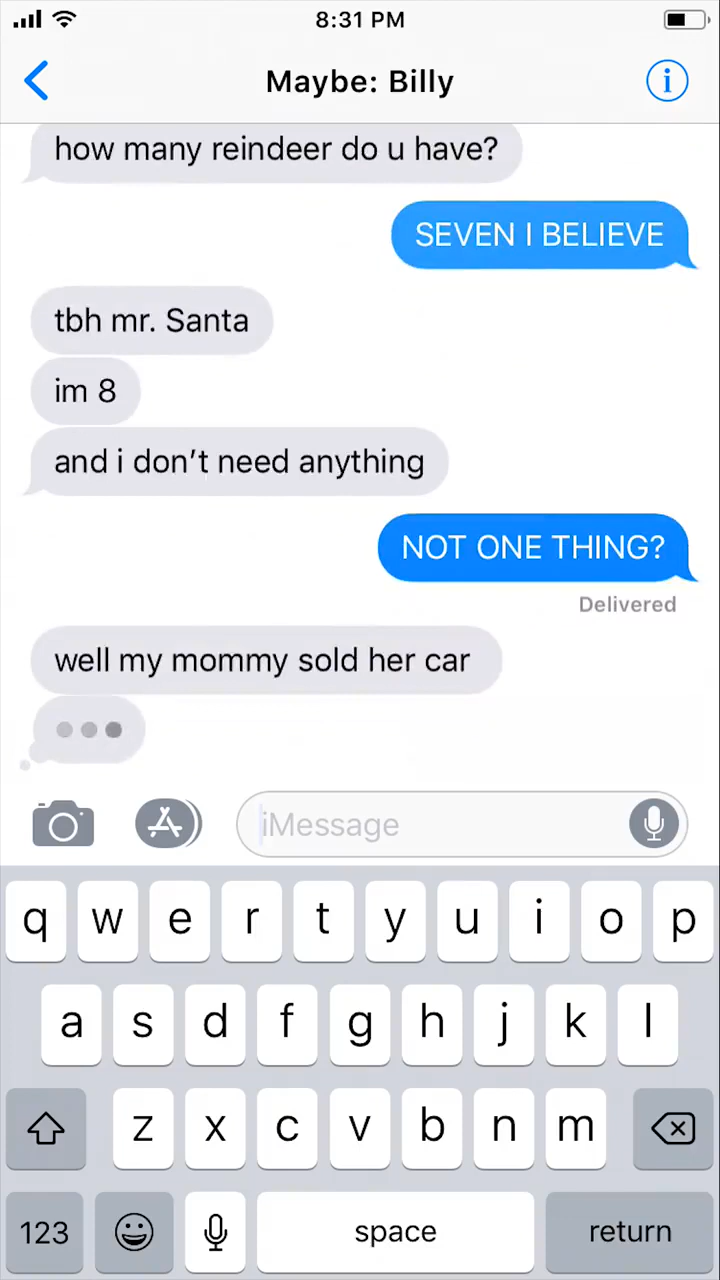 8:31 PM
Maybe: Billy
how many reindeer do u have?
SEVEN I BELIEVE
tbh mr. Santa
im 8
and i don’t need anything
NOT ONE THING?
Delivered
well my mommy sold her car
iMessage
q w e r t y u i o p
a s d f g h j k l
z x c v b n m
123 space return